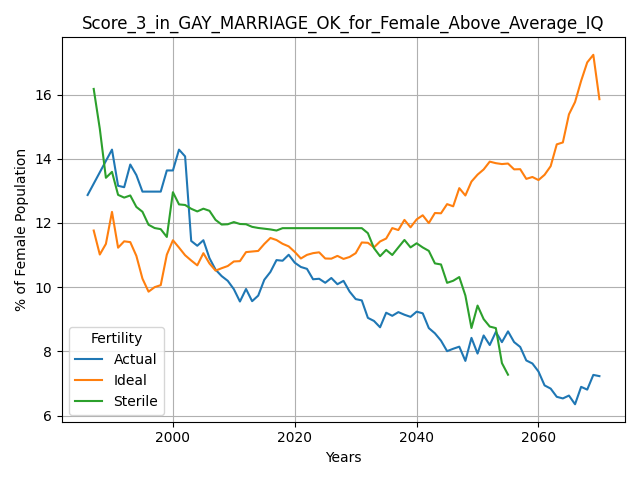 Score_3_in_GAY_MARRIAGE_OK_for_Female_Above_Average_IQ
% of Female Population
16
14
12
10
8
6
Fertility
Actual
Ideal
Sterile
2000
2020
2040
2060
Years